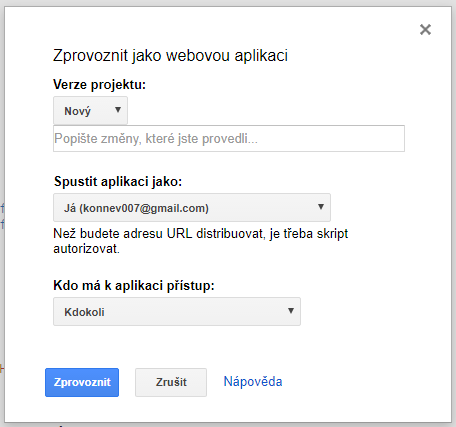 Zprovoznit jako webovou aplikaci
Verze projektu:
Nový
Popište změny, které jste provedli...
Spustit aplikaci jako:
Já (konnev007@gmail.com)
Než budete adresu URL distribuovat, je třeba skript
autorizovat.
Kdo má k aplikaci přístup:
Kdokoli
Zprovoznit Zrušit Nápověda